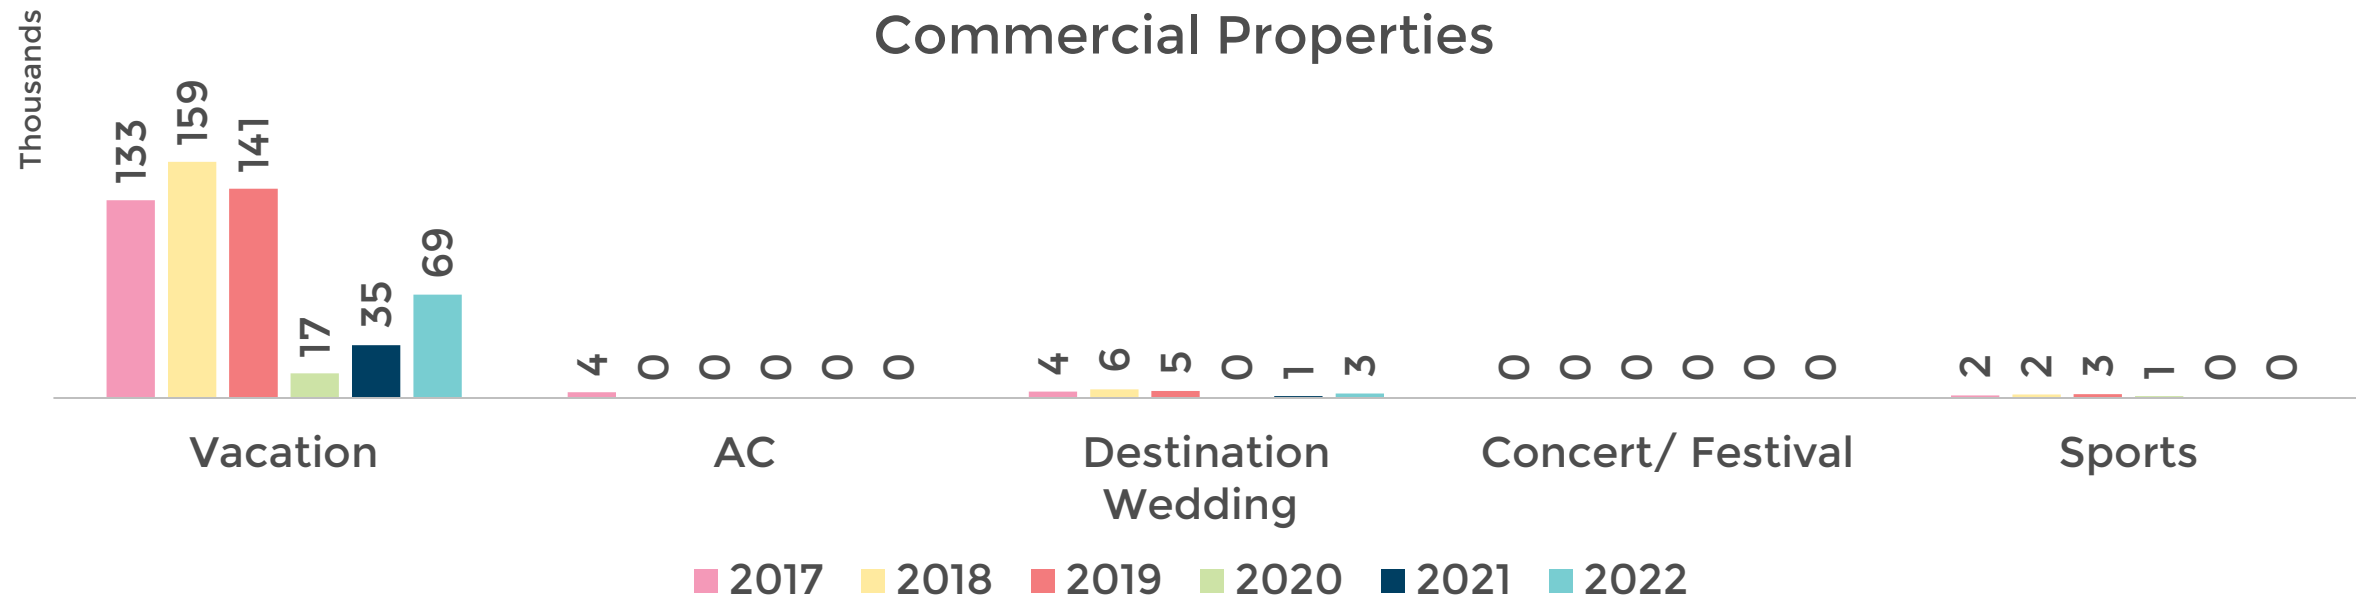 Commercial Properties
Thousands
133 159 141 17 35 69
4 0 0 0 0 0
4 6 5 0 1 3
0 0 0 0 0 0
2 2 3 1 0 0
Vacation
AC
Destination
Wedding
Concert/ Festival
Sports
2017 2018 2019 2020 2021 2022